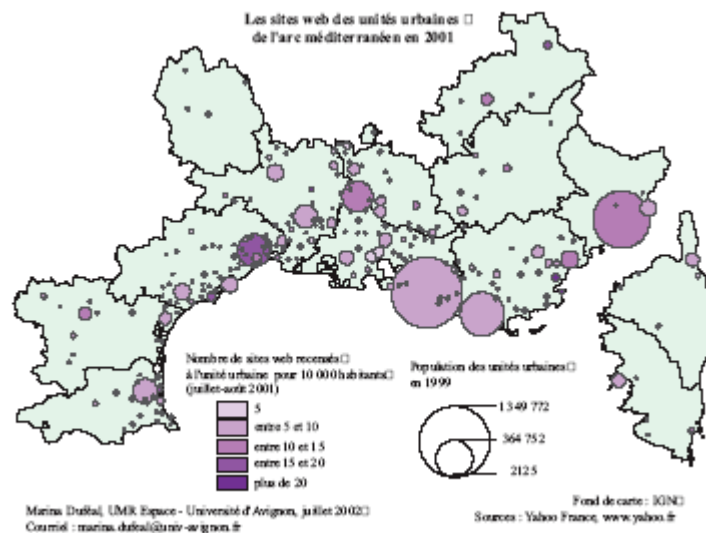 Les sites web des unités urbaines
de l'arc méditerranéen en 2001
Nombre de sites web recensés
à l'unité urbaine pour 10 000 habitants
(juillet-août 2001)
5
entre 5 et 10
entre 10 et 15
entre 15 et 20
plus de 20
Population des unités urbaines
en 1999
1 349 772
364 752
2125
Marina Duféal, UMR Espace - Université d'Avignon, juillet 2002
Courriel : marina.dufeal@univ-avignon.fr
Fond de carte : IGN
Sources : Yahoo France, www.yahoo.fr